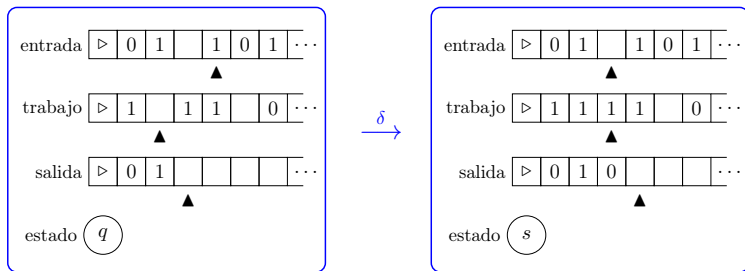 entrada ▷ 0 1 1 0 1 ···
▲
trabajo ▷ 1 1 1 0 ···
▲
salida ▷ 0 1 ···
▲
estado q
δ
entrada ▷ 0 1 1 0 1 ···
▲
trabajo ▷ 1 1 1 1 0 ···
▲
salida ▷ 0 1 0 ···
▲
estado s